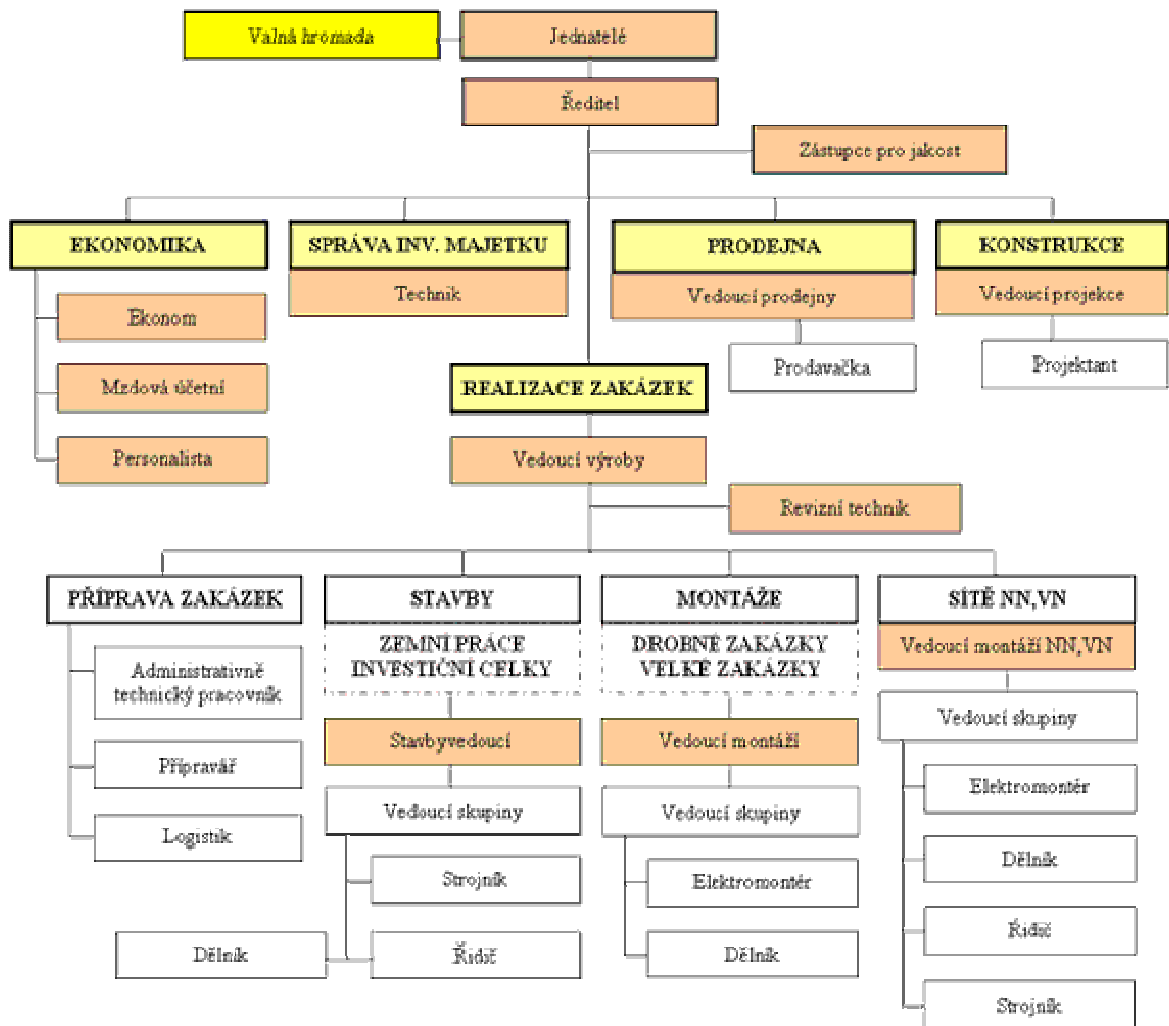 Valná hromada
Jednatelé
Ředitel
Zástupce pro jakost
EKONOMIKA
SPRÁVA INV. MAJETKU
PRODEJNA
KONSTRUKCE
Technik
Vedoucí prodejny
Vedoucí projekce
Ekonom
Prodavačka
Projektant
Mzdová účetní
REALIZACE ZAKÁZEK
Personalista
Vedoucí výroby
Revizní technik
PŘÍPRAVA ZAKÁZEK
STAVBY
MONTÁŽE
SÍTĚ NN,VN
ZEMNÍ PRÁCE
INVESTIČNÍ CELKY
DROBNÉ ZAKÁZKY
VELKÉ ZAKÁZKY
Vedoucí montáží NN,VN
Administrativně
technický pracovník
Vedoucí skupiny
Stavbyvedoucí
Vedoucí montáží
Přípravář
Elektromontér
Vedoucí skupiny
Vedoucí skupiny
Logistik
Dělník
Strojník
Elektromontér
Řidič
Dělník
Řidič
Dělník
Strojník